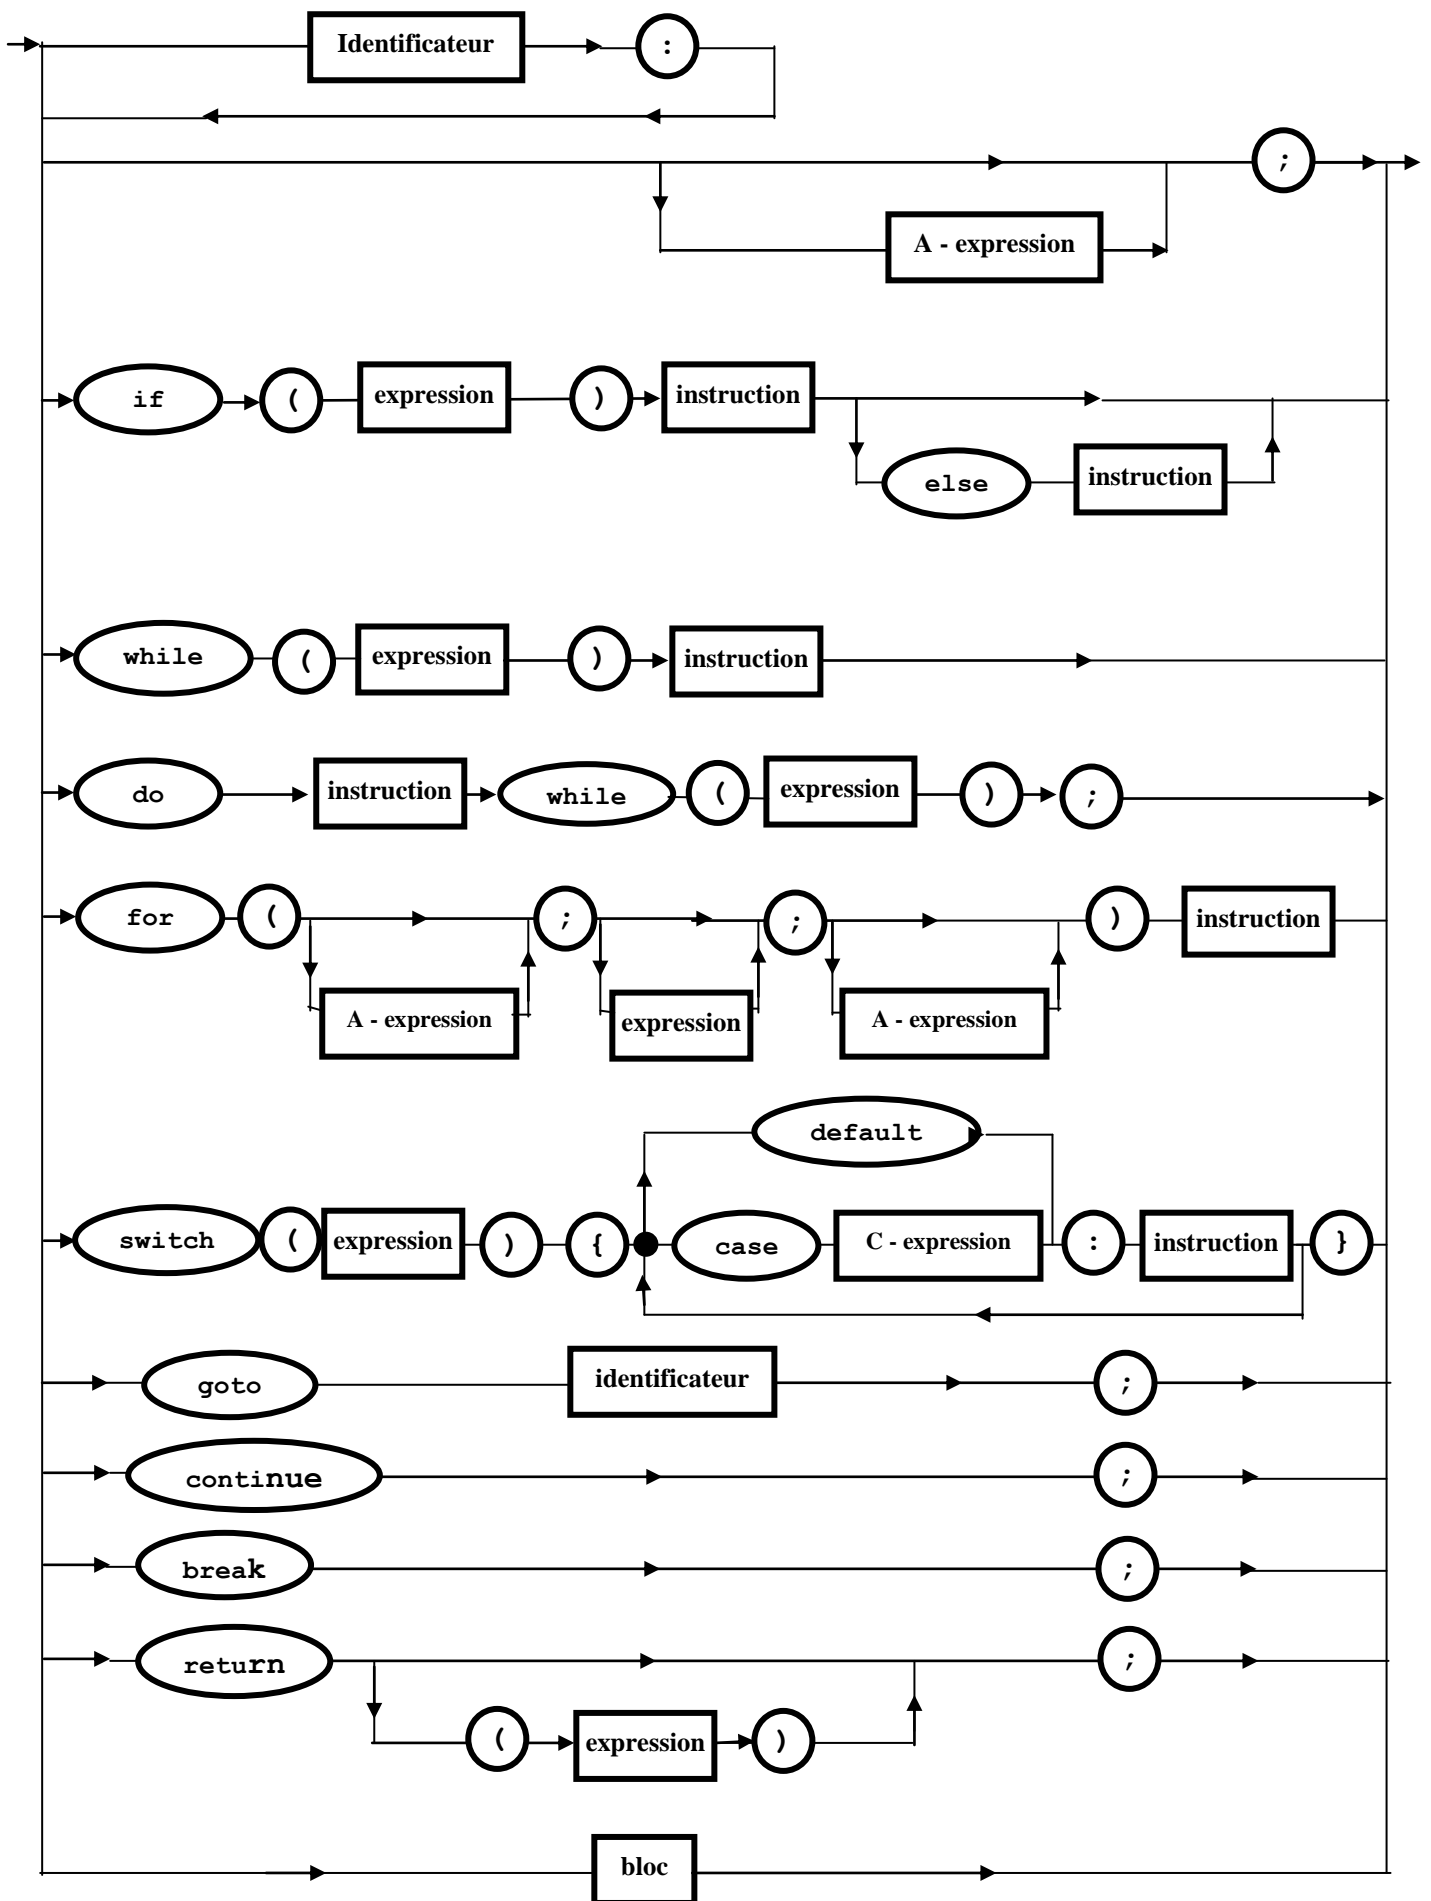 Identificateur :
;
A - expression
if ( expression ) instruction
else instruction
while ( expression ) instruction
do instruction while ( expression ) ;
for ( ; ; ) instruction
A - expression expression A - expression
default
switch ( expression ) { case C - expression : instruction }
goto identificateur ;
continue ;
break ;
return ;
( expression )
bloc